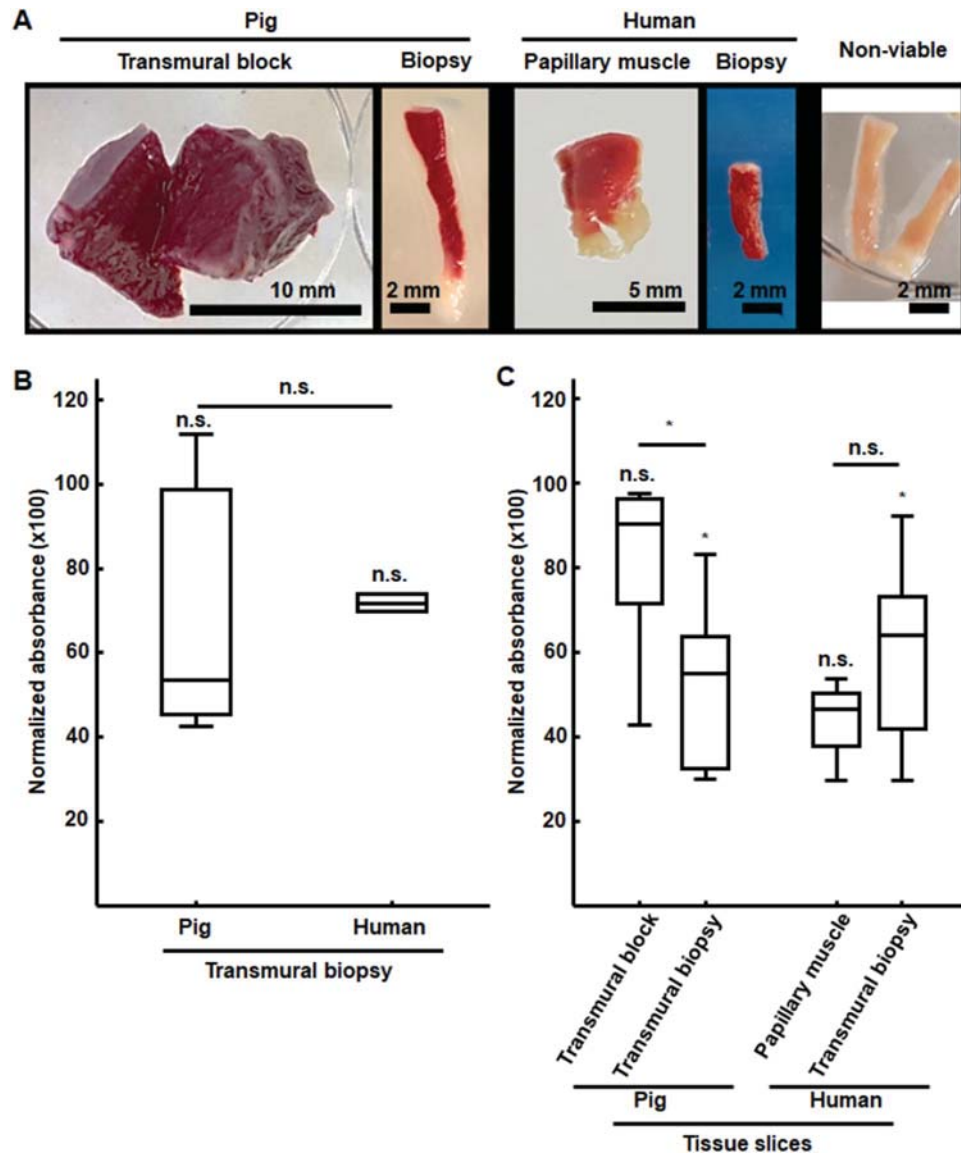 A
Pig
Human
Transmural block
Biopsy
Papillary muscle
Biopsy
Non-viable
10 mm
2 mm
5 mm
2 mm
2 mm
B
Normalized absorbance (x100)
120
100
80
60
40
20
n.s.
n.s.
n.s.
Pig
Human
Transmural biopsy
C
Normalized absorbance (x100)
120
100
80
60
40
20
*
n.s.
*
n.s.
n.s.
*
Transmural block
Transmural biopsy
Papillary muscle
Transmural biopsy
Pig
Human
Tissue slices